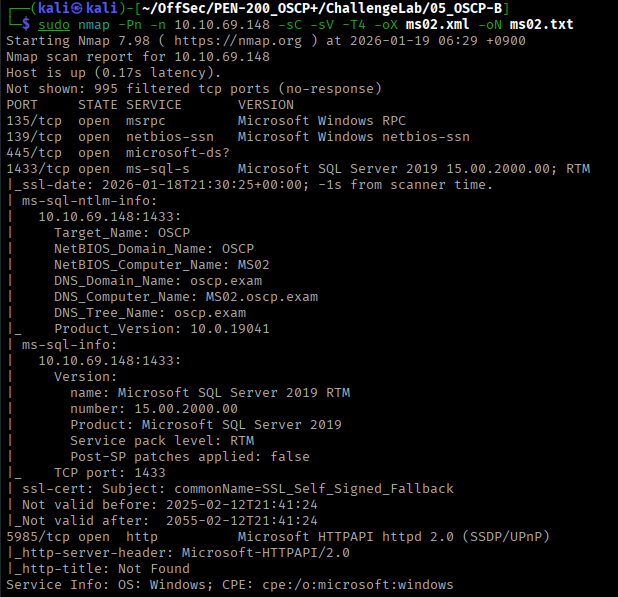 ┌──(kali㉿kali)-[~/OffSec/PEN-200_OSCP+/ChallengeLab/05_OSCP-B]
└─$ sudo nmap -Pn -n 10.10.69.148 -sC -sV -T4 -oX ms02.xml -oN ms02.txt
Starting Nmap 7.98 ( https://nmap.org ) at 2026-01-19 06:29 +0900
Nmap scan report for 10.10.69.148
Host is up (0.17s latency).
Not shown: 995 filtered tcp ports (no-response)
PORT     STATE SERVICE       VERSION
135/tcp  open  msrpc         Microsoft Windows RPC
139/tcp  open  netbios-ssn   Microsoft Windows netbios-ssn
445/tcp  open  microsoft-ds?
1433/tcp open  ms-sql-s      Microsoft SQL Server 2019 15.00.2000.00; RTM
|_ssl-date: 2026-01-18T21:30:25+00:00; -1s from scanner time.
| ms-sql-ntlm-info:
|   10.10.69.148:1433:
|     Target_Name: OSCP
|     NetBIOS_Domain_Name: OSCP
|     NetBIOS_Computer_Name: MS02
|     DNS_Domain_Name: oscp.exam
|     DNS_Computer_Name: MS02.oscp.exam
|     DNS_Tree_Name: oscp.exam
|_    Product_Version: 10.0.19041
| ms-sql-info:
|   10.10.69.148:1433:
|     Version:
|       name: Microsoft SQL Server 2019 RTM
|       number: 15.00.2000.00
|       Product: Microsoft SQL Server 2019
|       Service pack level: RTM
|       Post-SP patches applied: false
|_    TCP port: 1433
| ssl-cert: Subject: commonName=SSL_Self_Signed_Fallback
| Not valid before: 2025-02-12T21:41:24
|_Not valid after:  2055-02-12T21:41:24
5985/tcp open  http          Microsoft HTTPAPI httpd 2.0 (SSDP/UPnP)
|_http-server-header: Microsoft-HTTPAPI/2.0
|_http-title: Not Found
Service Info: OS: Windows; CPE: cpe:/o:microsoft:windows